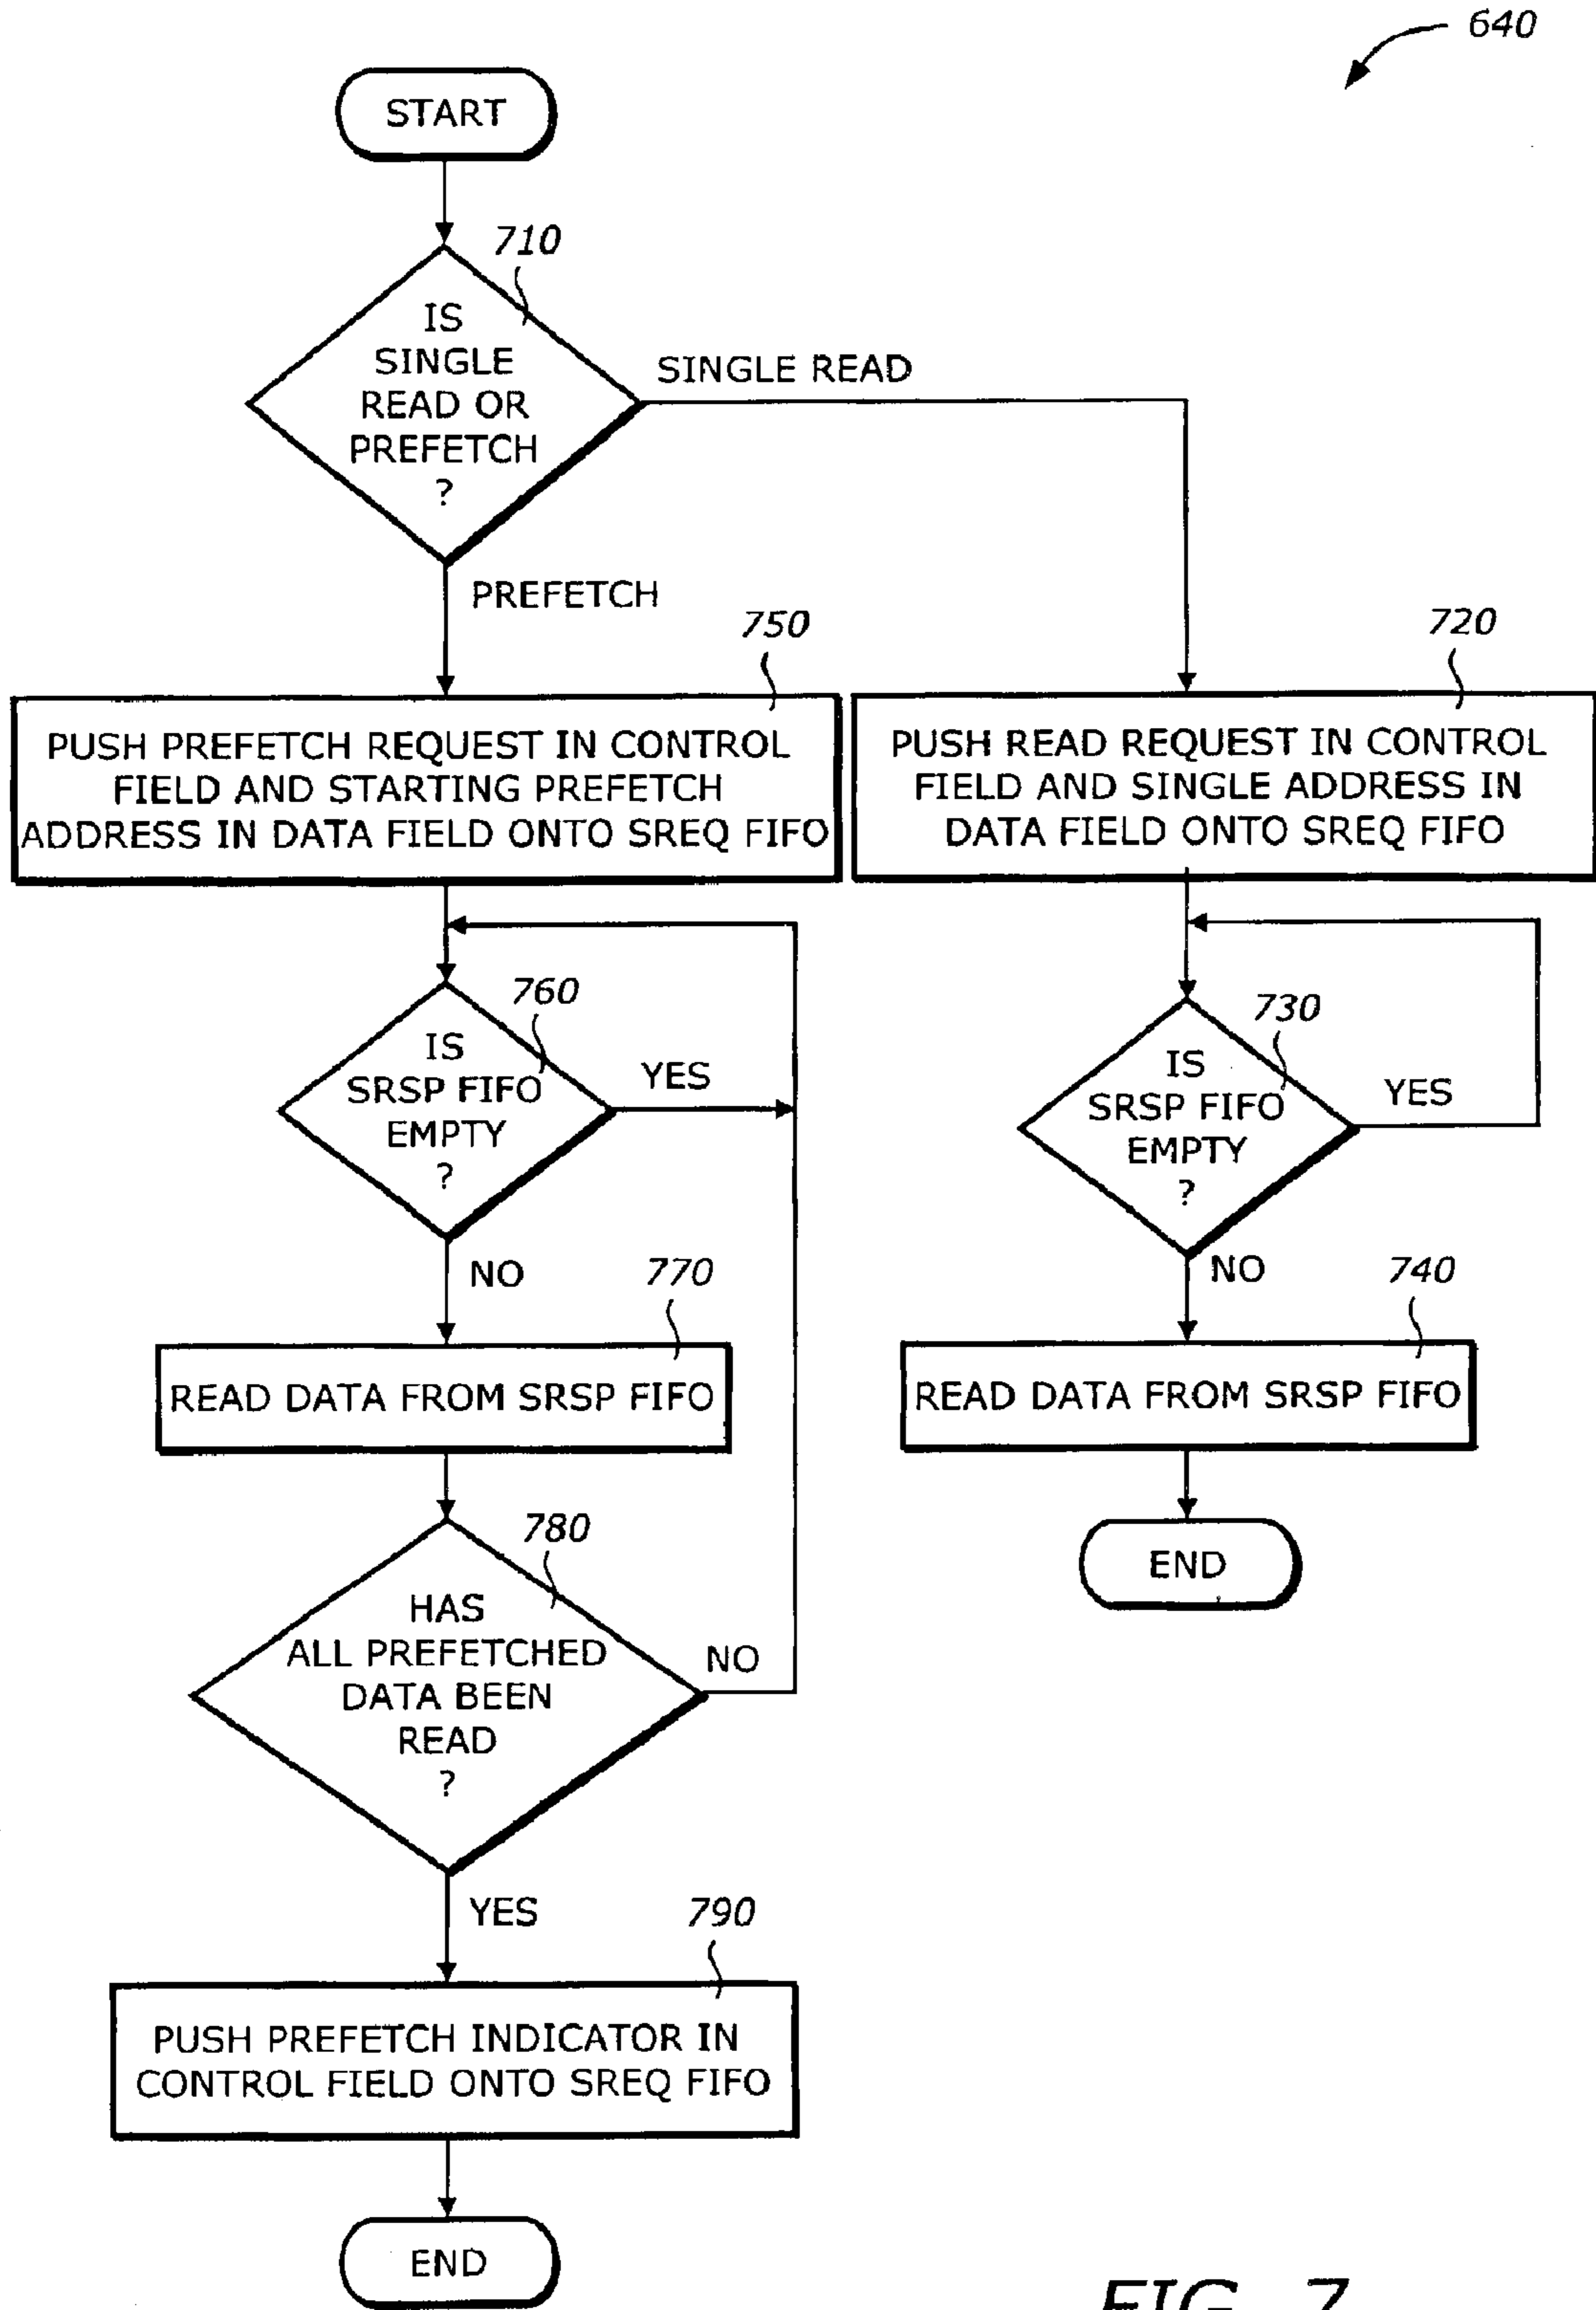 640
START
710
IS
SINGLE
READ OR
PREFETCH
?
SINGLE READ
PREFETCH
750
PUSH PREFETCH REQUEST IN CONTROL
FIELD AND STARTING PREFETCH
ADDRESS IN DATA FIELD ONTO SREQ FIFO
720
PUSH READ REQUEST IN CONTROL
FIELD AND SINGLE ADDRESS IN
DATA FIELD ONTO SREQ FIFO
760
IS
SRSP FIFO
EMPTY
?
YES
NO
730
IS
SRSP FIFO
EMPTY
?
YES
NO
770
READ DATA FROM SRSP FIFO
740
READ DATA FROM SRSP FIFO
END
780
HAS
ALL PREFETCHED
DATA BEEN
READ
?
NO
YES
790
PUSH PREFETCH INDICATOR IN
CONTROL FIELD ONTO SREQ FIFO
END
FIG. 7